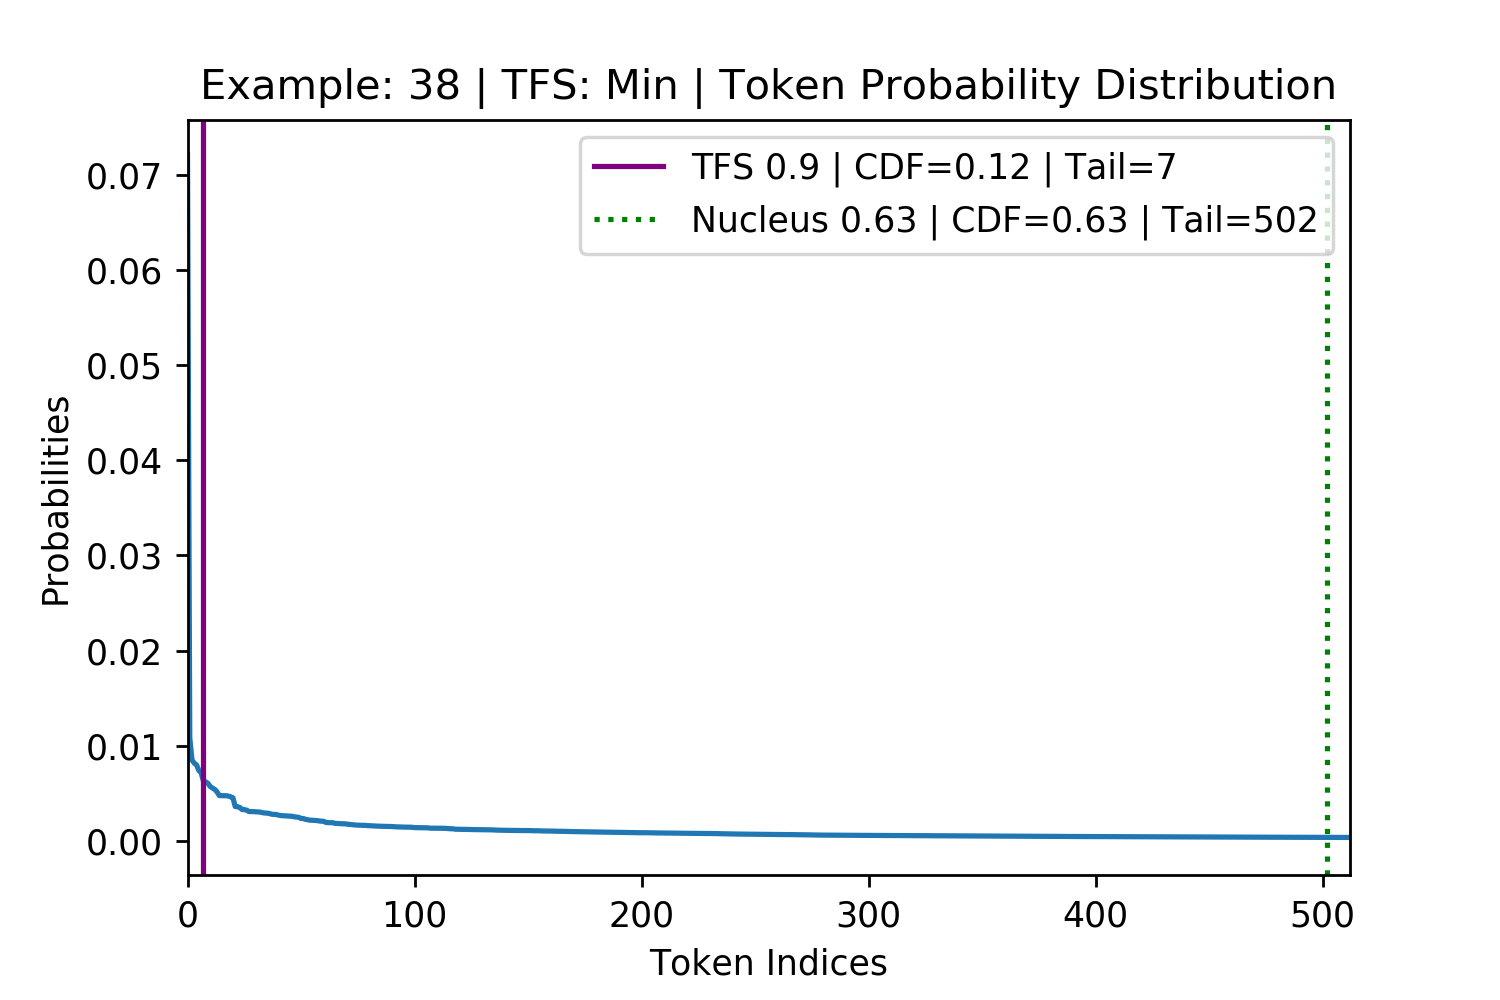 Example: 38 | TFS: Min | Token Probability Distribution
TFS 0.9 | CDF=0.12 | Tail=7
Nucleus 0.63 | CDF=0.63 | Tail=502
Probabilities
0.07
0.06
0.05
0.04
0.03
0.02
0.01
0.00
0 100 200 300 400 500
Token Indices